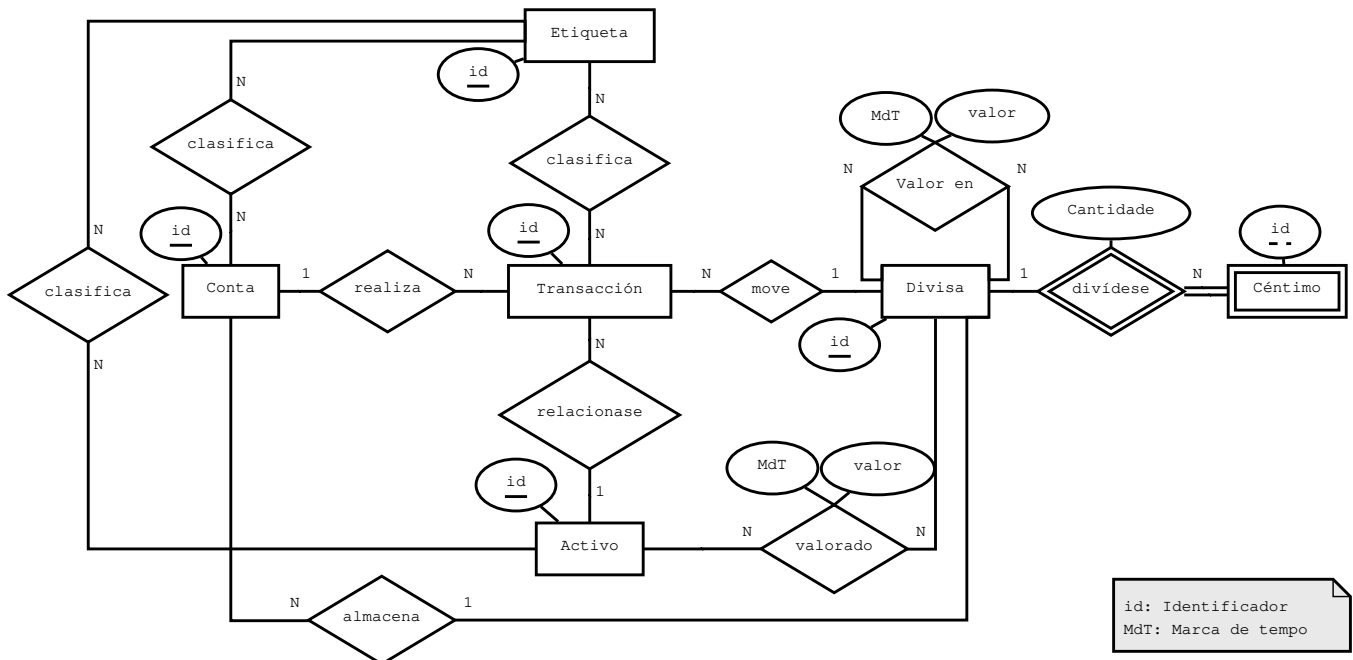 Etiqueta
id
N
N
clasifica
clasifica
N
N
MdT
valor
N
Valor en
N
Cantidade
id
id
id
N
N
clasifica
Conta
1
realiza
N
Transacción
N
move
1
Divisa
1
divídese
N
Céntimo
id
N
N
relacionase
id
1
MdT
valor
Activo
N
valorado
N
N
almacena
1
id: Identificador
MdT: Marca de tempo